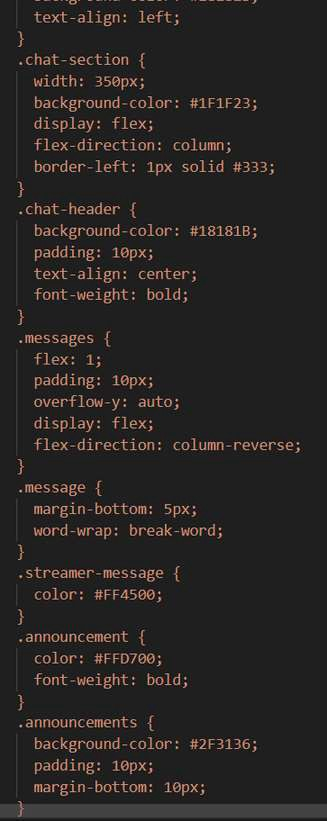 text-align: left;
}
.chat-section {
width: 350px;
background-color: #1F1F23;
display: flex;
flex-direction: column;
border-left: 1px solid #333;
}
.chat-header {
background-color: #18181B;
padding: 10px;
text-align: center;
font-weight: bold;
}
.messages {
flex: 1;
padding: 10px;
overflow-y: auto;
display: flex;
flex-direction: column-reverse;
}
.message {
margin-bottom: 5px;
word-wrap: break-word;
}
.streamer-message {
color: #FF4500;
}
.announcement {
color: #FFD700;
font-weight: bold;
}
.announcements {
background-color: #2F3136;
padding: 10px;
margin-bottom: 10px;
}